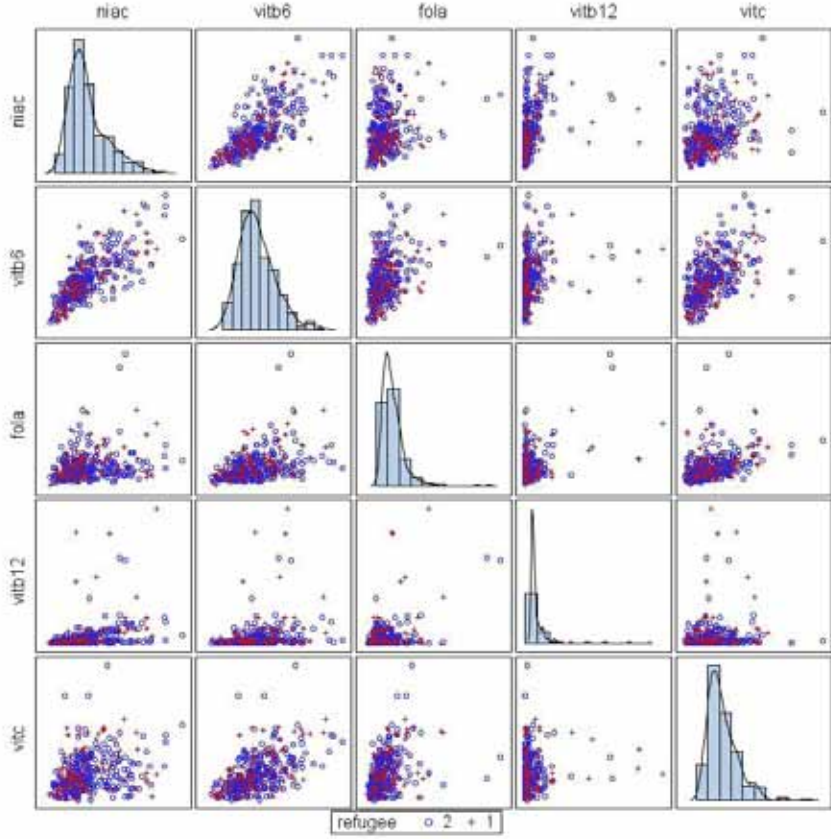 niac vitb6 fola vitb12 vitc
niac
vitb6
fola
vitb12
vitc
refugee 2 + 1